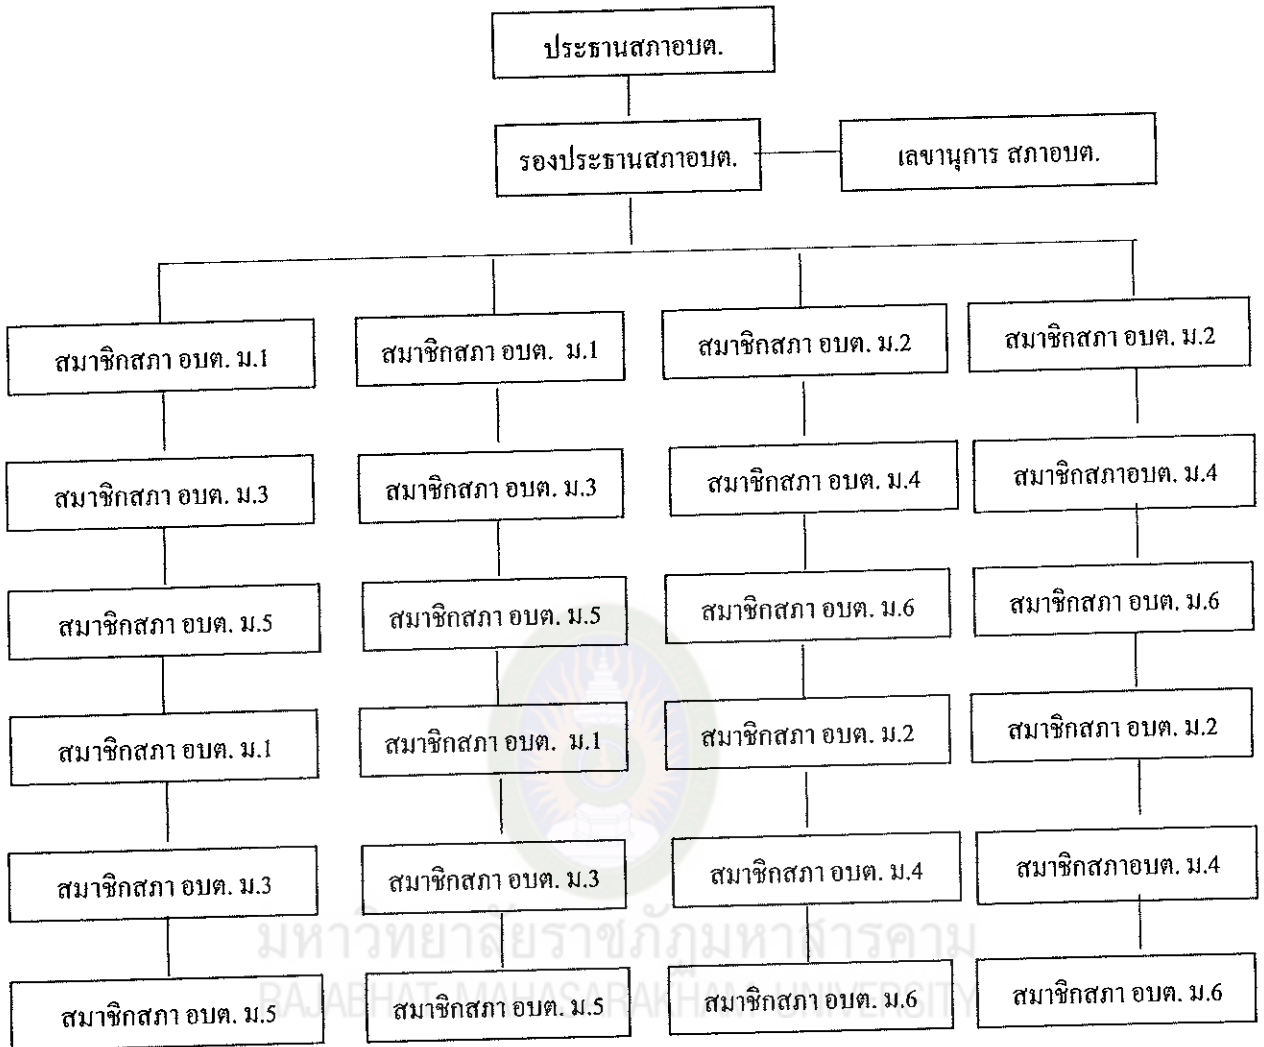 ประธานสภาอบต.
รองประธานสภาอบต.
เลขานุการ สภาอบต.
สมาชิกสภา อบต. ม.1
สมาชิกสภา อบต. ม.1
สมาชิกสภา อบต. ม.2
สมาชิกสภา อบต. ม.2
สมาชิกสภา อบต. ม.3
สมาชิกสภา อบต. ม.3
สมาชิกสภา อบต. ม.4
สมาชิกสภาอบต. ม.4
สมาชิกสภา อบต. ม.5
สมาชิกสภา อบต. ม.5
สมาชิกสภา อบต. ม.6
สมาชิกสภา อบต. ม.6
สมาชิกสภา อบต. ม.1
สมาชิกสภา อบต. ม.1
สมาชิกสภา อบต. ม.2
สมาชิกสภา อบต. ม.2
สมาชิกสภา อบต. ม.3
สมาชิกสภา อบต. ม.3
สมาชิกสภา อบต. ม.4
สมาชิกสภาอบต. ม.4
มหาวิทยาลัยราชภัฏมหาสารคาม
RAJABHAT MAHASARAKHAM UNIVERSITY
สมาชิกสภา อบต. ม.5
สมาชิกสภา อบต. ม.5
สมาชิกสภา อบต. ม.6
สมาชิกสภา อบต. ม.6